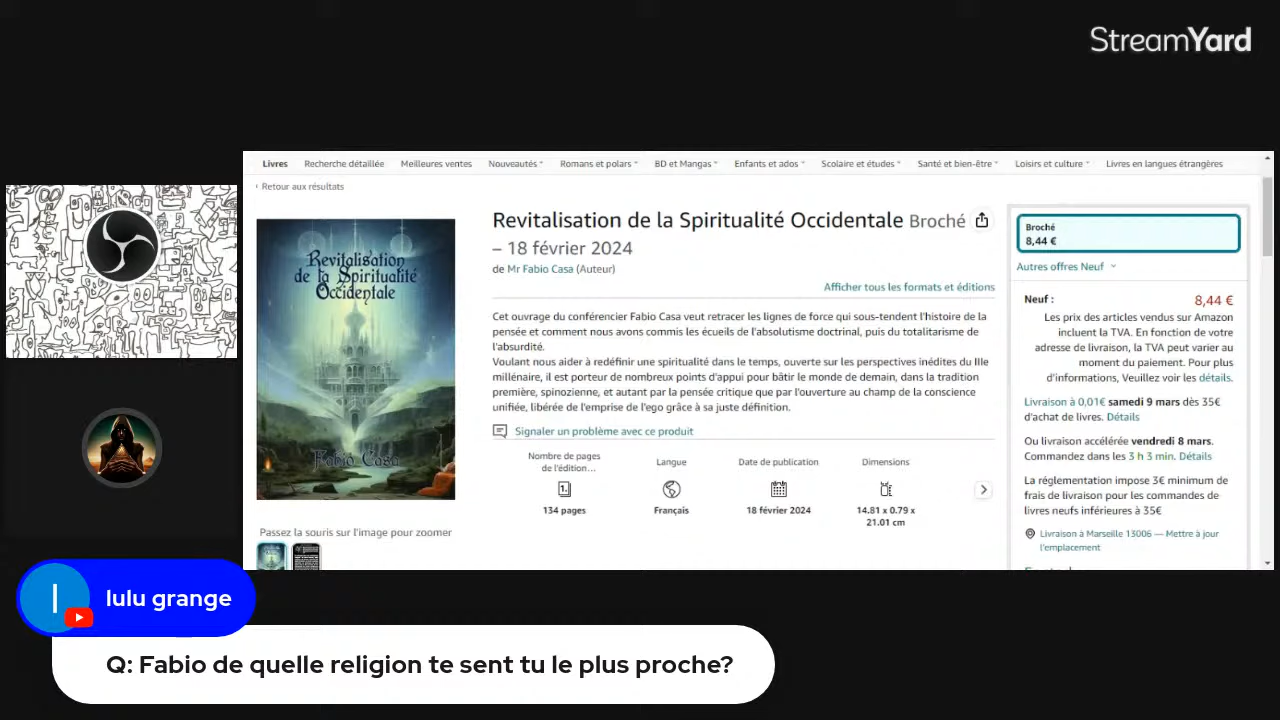 StreamYard
Livres Recherche détaillée Meilleures ventes Nouveautés Romans et polars BD et Mangas Enfants et ados Scolaire et études Santé et bien-être Loisirs et culture Livres en langues étrangères
‹ Retour aux résultats
Revitalisation
de la Spiritualité
Occidentale
Fabio Casa
Passez la souris sur l'image pour zoomer
Revitalisation de la Spiritualité Occidentale Broché
– 18 février 2024
de Mr Fabio Casa (Auteur)
Afficher tous les formats et éditions
Cet ouvrage du conférencier Fabio Casa veut retracer les lignes de force qui sous-tendent l'histoire de la
pensée et comment nous avons commis les écueils de l'absolutisme doctrinal, puis du totalitarisme de
l'absurdité.
Voulant nous aider à redéfinir une spiritualité dans le temps, ouverte sur les perspectives inédites du IIIe
millénaire, il est porteur de nombreux points d'appui pour bâtir le monde de demain, dans la tradition
première, spinozienne, et autant par la pensée critique que par l'ouverture au champ de la conscience
unifiée, libérée de l'emprise de l'ego grâce à sa juste définition.
Signaler un problème avec ce produit
Nombre de pages
de l'édition…
134 pages
Langue
Français
Date de publication
18 février 2024
Dimensions
14.81 x 0.79 x
21.01 cm
Broché
8,44 €
Autres offres Neuf
Neuf : 8,44 €
Les prix des articles vendus sur Amazon
incluent la TVA. En fonction de votre
adresse de livraison, la TVA peut varier au
moment du paiement. Pour plus
d'informations, Veuillez voir les détails.
Livraison à 0,01€ samedi 9 mars dès 35€
d'achat de livres. Détails
Ou livraison accélérée vendredi 8 mars.
Commandez dans les 3 h 3 min. Détails
La réglementation impose 3€ minimum de
frais de livraison pour les commandes de
livres neufs inférieures à 35€
Livraison à Marseille 13006 — Mettre à jour
l'emplacement
l
lulu grange
Q: Fabio de quelle religion te sent tu le plus proche?